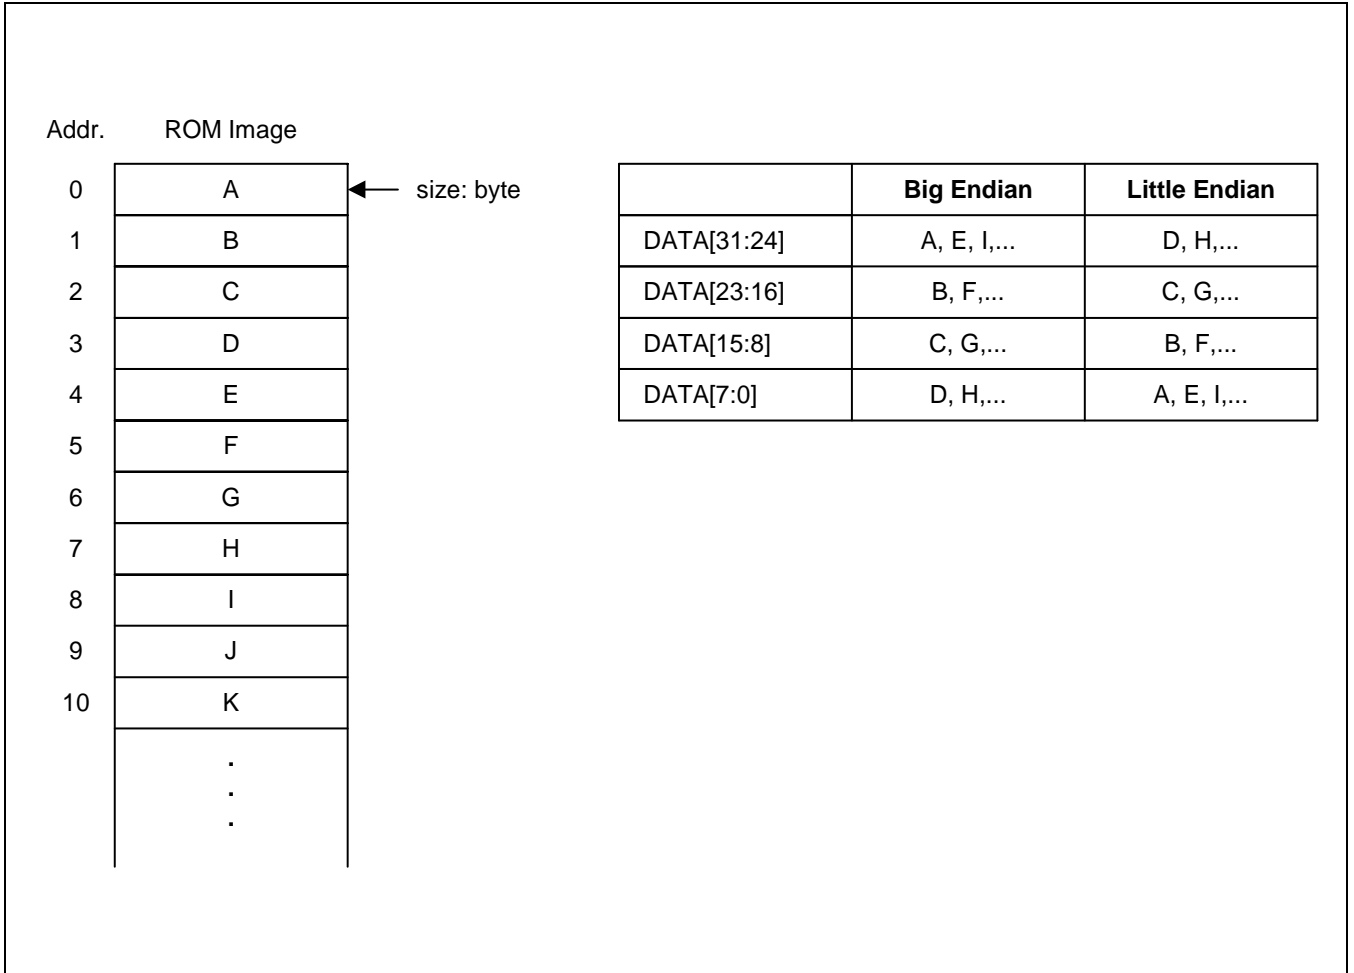 Addr. ROM Image
0 A size: byte
1 B
2 C
3 D
4 E
5 F
6 G
7 H
8 I
9 J
10 K
.
.
.
Big Endian Little Endian
DATA[31:24] A, E, I,... D, H,...
DATA[23:16] B, F,... C, G,...
DATA[15:8] C, G,... B, F,...
DATA[7:0] D, H,... A, E, I,...